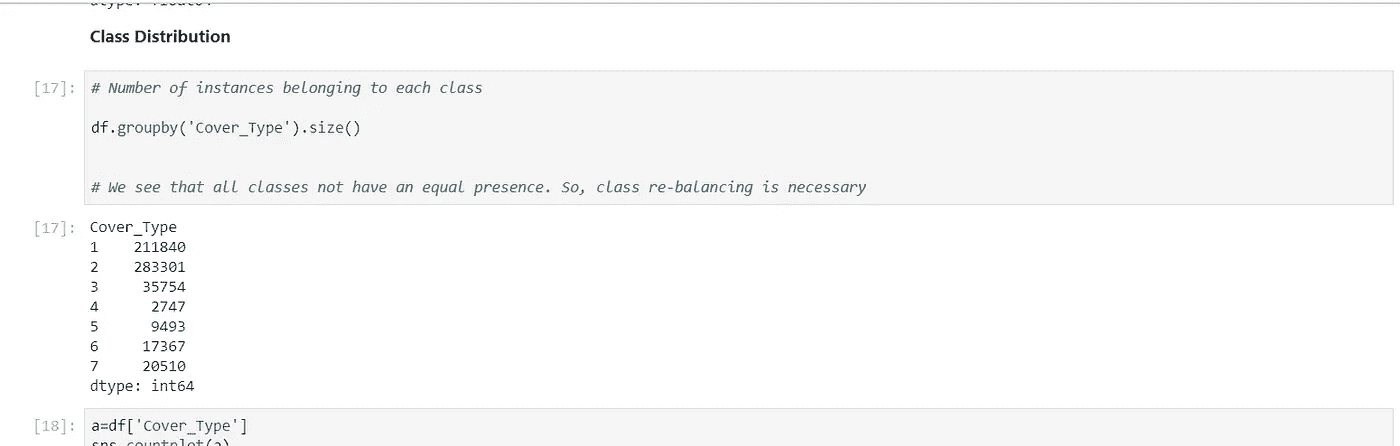 Class Distribution
[17]: # Number of instances belonging to each class
df.groupby('Cover_Type').size()
# We see that all classes not have an equal presence. So, class re-balancing is necessary
[17]: Cover_Type
1 211840
2 283301
3 35754
4 2747
5 9493
6 17367
7 20510
dtype: int64
[18]: a=df['Cover_Type']
sns.countplot(a)